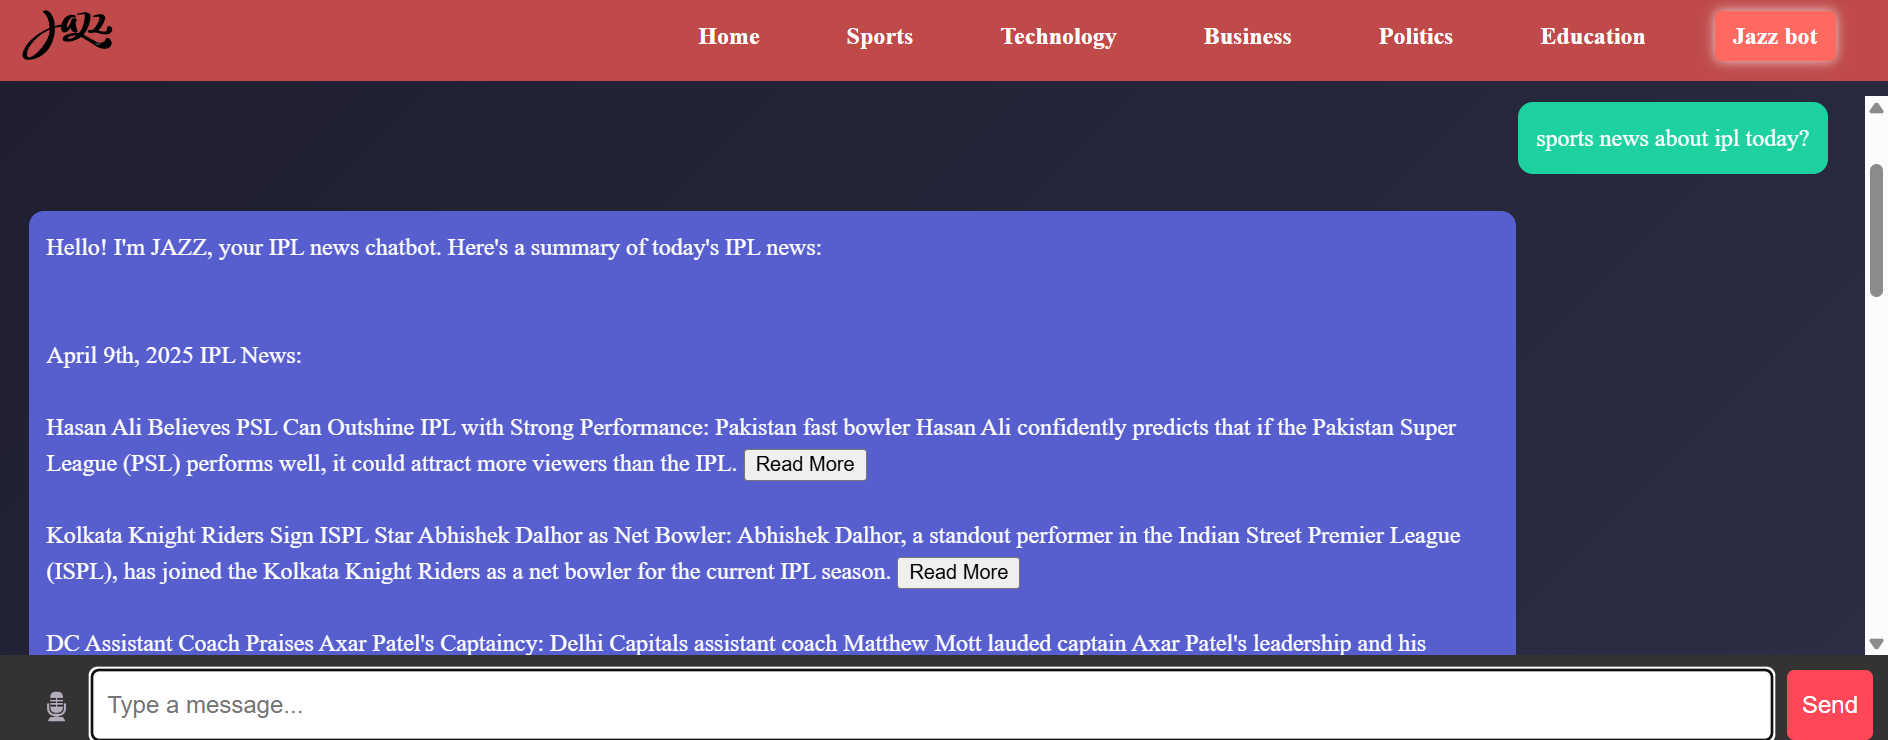 Jazz
Home Sports Technology Business Politics Education Jazz bot
sports news about ipl today?
Hello! I'm JAZZ, your IPL news chatbot. Here's a summary of today's IPL news:
April 9th, 2025 IPL News:
Hasan Ali Believes PSL Can Outshine IPL with Strong Performance: Pakistan fast bowler Hasan Ali confidently predicts that if the Pakistan Super
League (PSL) performs well, it could attract more viewers than the IPL. Read More
Kolkata Knight Riders Sign ISPL Star Abhishek Dalhor as Net Bowler: Abhishek Dalhor, a standout performer in the Indian Street Premier League
(ISPL), has joined the Kolkata Knight Riders as a net bowler for the current IPL season. Read More
DC Assistant Coach Praises Axar Patel's Captaincy: Delhi Capitals assistant coach Matthew Mott lauded captain Axar Patel's leadership and his
Type a message...
Send